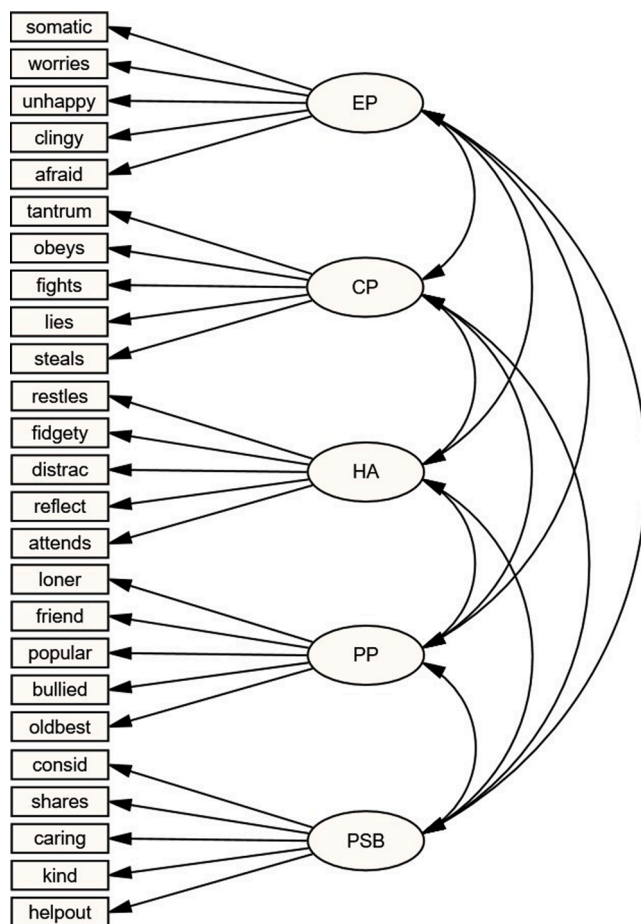 somatic
worries
unhappy
clingy
afraid
EP
tantrum
obeys
fights
lies
steals
CP
restles
fidgety
distrac
reflect
attends
HA
loner
friend
popular
bullied
oldbest
PP
consid
shares
caring
kind
helpout
PSB